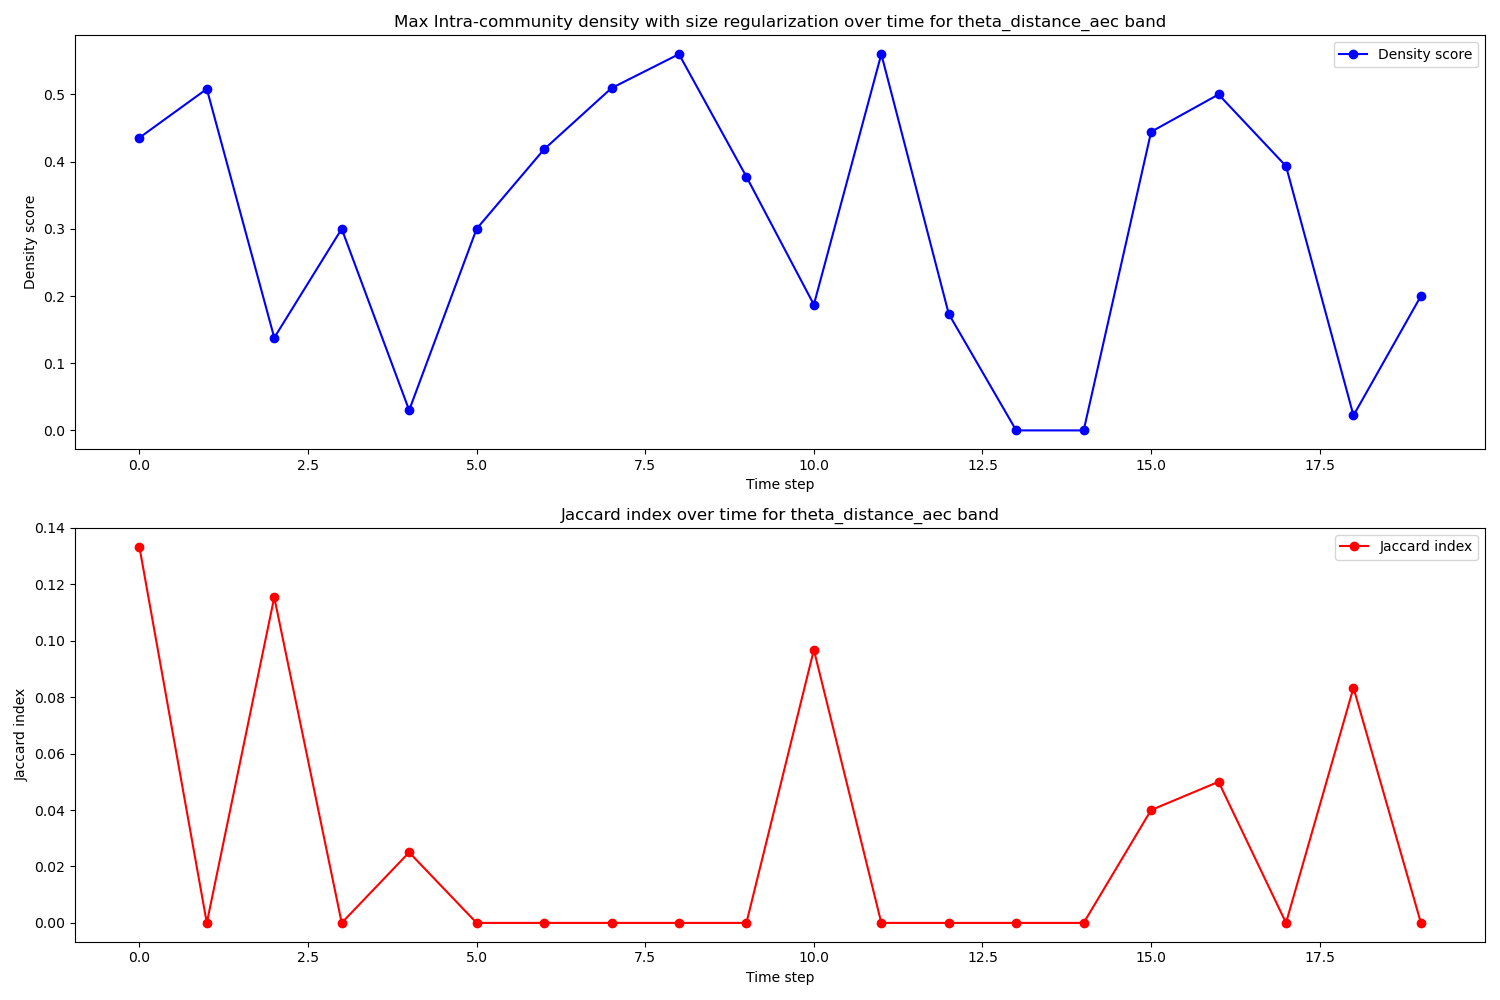 Max Intra-community density with size regularization over time for theta_distance_aec band
Density score
Density score
0.5
0.4
0.3
0.2
0.1
0.0
0.0 2.5 5.0 7.5 10.0 12.5 15.0 17.5
Time step
Jaccard index over time for theta_distance_aec band
Jaccard index
Jaccard index
0.14
0.12
0.10
0.08
0.06
0.04
0.02
0.00
0.0 2.5 5.0 7.5 10.0 12.5 15.0 17.5
Time step